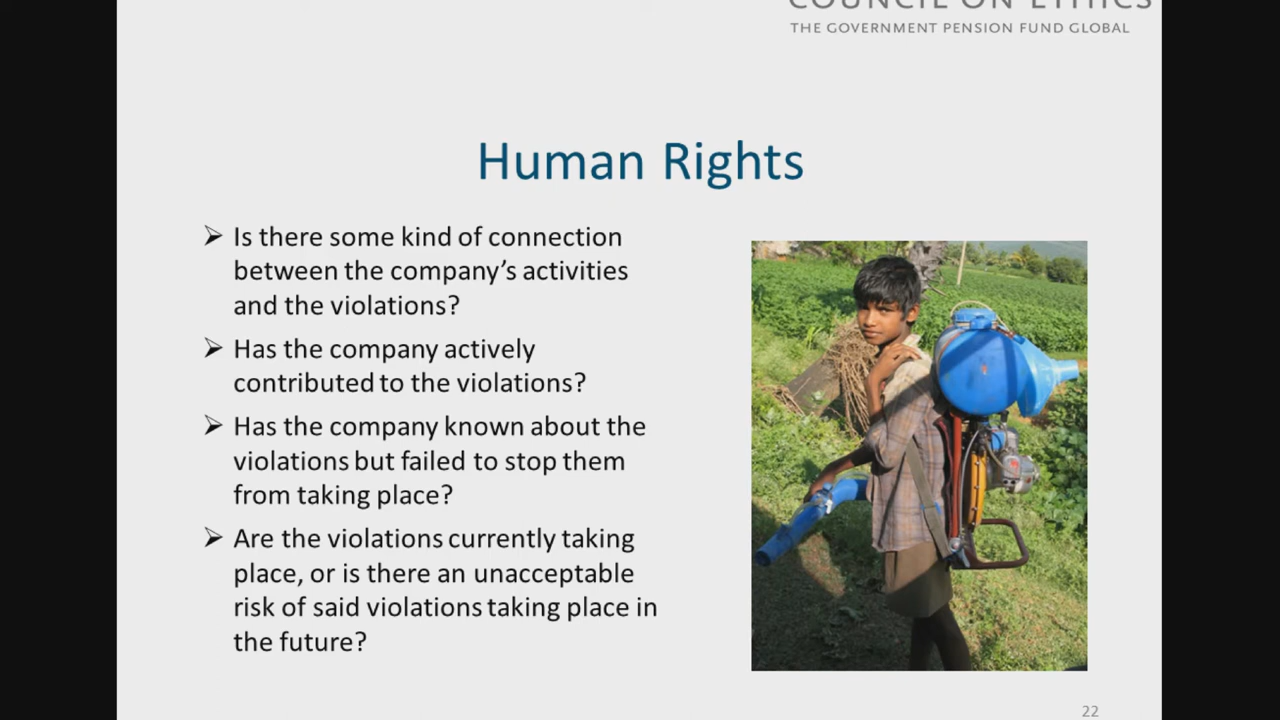 COUNCIL ON ETHICS
THE GOVERNMENT PENSION FUND GLOBAL
Human Rights
➢ Is there some kind of connection
between the company’s activities
and the violations?
➢ Has the company actively
contributed to the violations?
➢ Has the company known about the
violations but failed to stop them
from taking place?
➢ Are the violations currently taking
place, or is there an unacceptable
risk of said violations taking place in
the future?
22